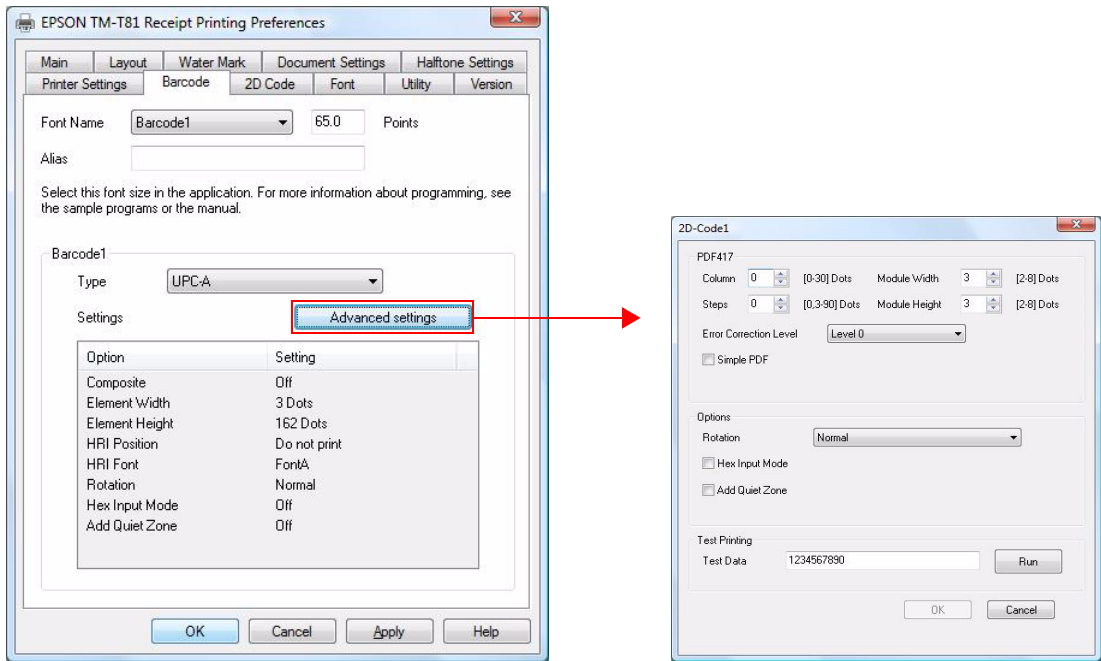 EPSON TM-T81 Receipt Printing Preferences
Main Layout Water Mark Document Settings Halftone Settings
Printer Settings Barcode 2D Code Font Utility Version
Font Name Barcode1 65.0 Points
Alias
Select this font size in the application. For more information about programming, see
the sample programs or the manual.
Barcode1
Type UPC-A
Settings Advanced settings
Option Setting
Composite Off
Element Width 3 Dots
Element Height 162 Dots
HRI Position Do not print
HRI Font FontA
Rotation Normal
Hex Input Mode Off
Add Quiet Zone Off
OK Cancel Apply Help
2D-Code1
PDF417
Column 0 [0-30] Dots Module Width 3 [2-8] Dots
Steps 0 [0,3-90] Dots Module Height 3 [2-8] Dots
Error Correction Level Level 0
Simple PDF
Options
Rotation Normal
Hex Input Mode
Add Quiet Zone
Test Printing
Test Data 1234567890 Run
OK Cancel